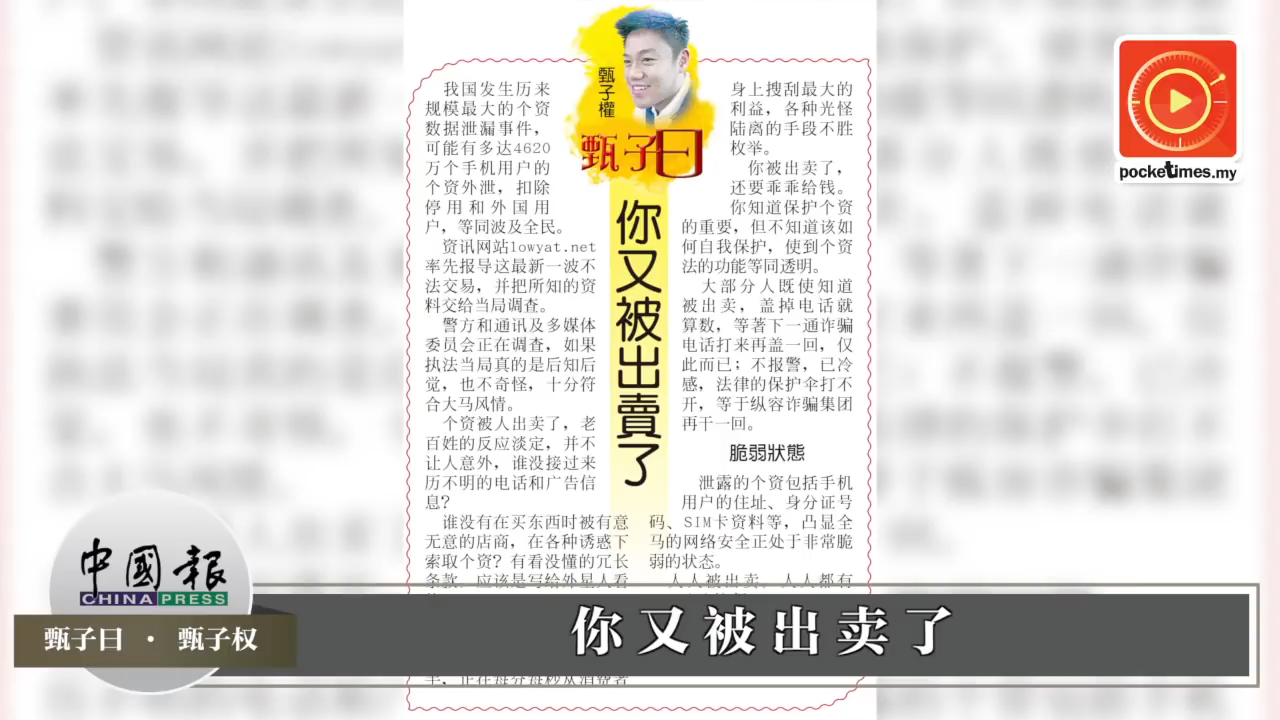 甄子權
甄子曰
你又被出賣了
我国发生历来
规模最大的个资
数据泄漏事件，
可能有多达4620
万个手机用户的
个资外泄，扣除
停用和外国用
户，等同波及全民。
资讯网站lowyat.net
率先报导这最新一波不
法交易，并把所知的资
料交给当局调查。
警方和通讯及多媒体
委员会正在调查，如果
执法当局真的是后知后
觉，也不奇怪，十分符
合大马风情。
个资被人出卖了，老
百姓的反应淡定，并不
让人意外，谁没接过来
历不明的电话和广告信
息？
谁没有在买东西时被有意
无意的店商，在各种诱惑下
索取个资？有看没懂的冗长
条款，应该是写给外星人看
身上搜刮最大的
利益，各种光怪
陆离的手段不胜
枚举。
你被出卖了，
还要乖乖给钱。
你知道保护个资
的重要，但不知道该如
何自我保护，使到个资
法的功能等同透明。
大部分人既使知道
被出卖，盖掉电话就
算数，等著下一通诈骗
电话打来再盖一回，仅
此而已；不报警，已冷
感，法律的保护伞打不
开，等于纵容诈骗集团
再干一回。
脆弱狀態
泄露的个资包括手机
用户的住址、身分证号
码、SIM卡资料等，凸显全
马的网络安全正处于非常脆
弱的状态。
人人被出卖，人人都有
pocketimes.my
中國報
CHINA PRESS
甄子曰 · 甄子权
你又被出卖了